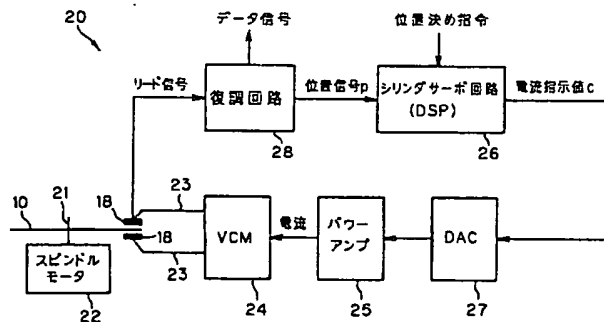 データ信号
位置決め指令
20
リード信号
復調回路
位置信号p
シリンダサーボ回路
(DSP)
電流指示値c
28
26
21
23
10
18
18
VCM
電流
パワー
アンプ
DAC
スピンドル
モータ
23
22
24
25
27